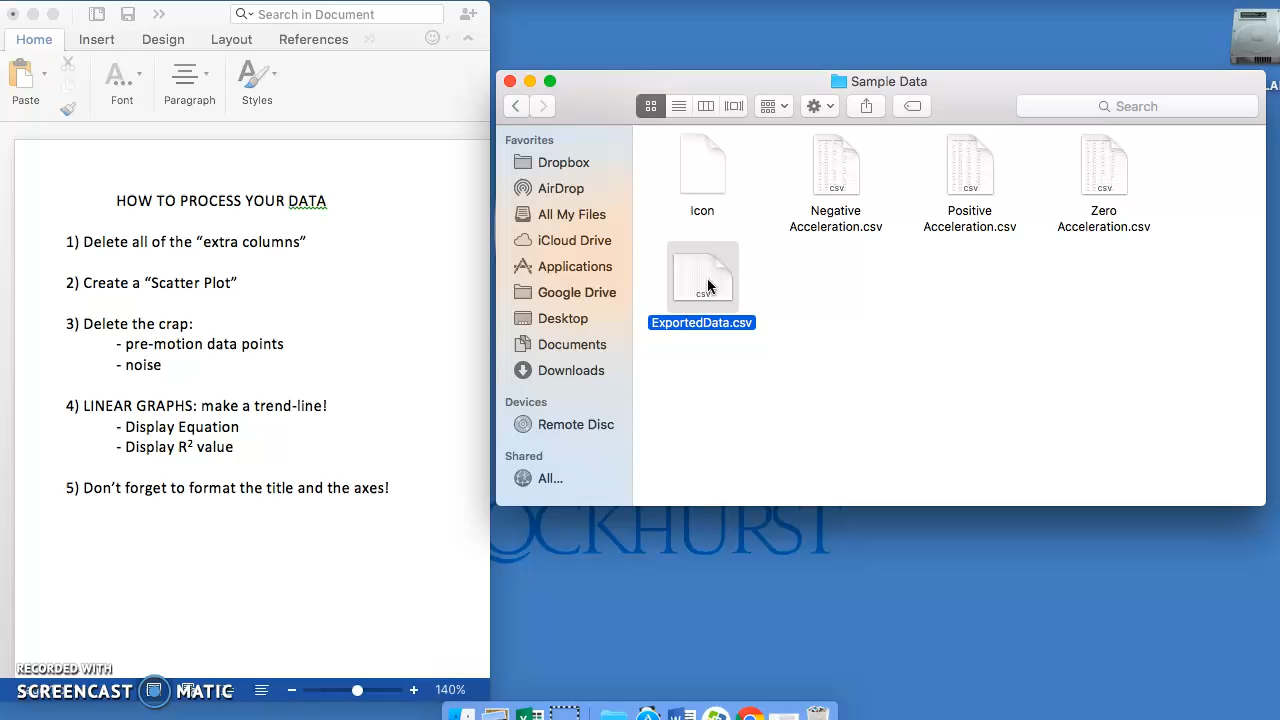 Search in Document
Home
Insert
Design
Layout
References
Paste
Font
Paragraph
Styles
HOW TO PROCESS YOUR DATA
1) Delete all of the “extra columns”
2) Create a “Scatter Plot”
3) Delete the crap:
- pre-motion data points
- noise
4) LINEAR GRAPHS: make a trend-line!
- Display Equation
- Display R² value
5) Don’t forget to format the title and the axes!
RECORDED WITH
SCREENCAST MATIC
140%
Sample Data
Search
Favorites
Dropbox
AirDrop
All My Files
iCloud Drive
Applications
Google Drive
Desktop
Documents
Downloads
Devices
Remote Disc
Shared
All...
Icon
csv
Negative
Acceleration.csv
csv
Positive
Acceleration.csv
csv
Zero
Acceleration.csv
csv
ExportedData.csv
OCKHURST